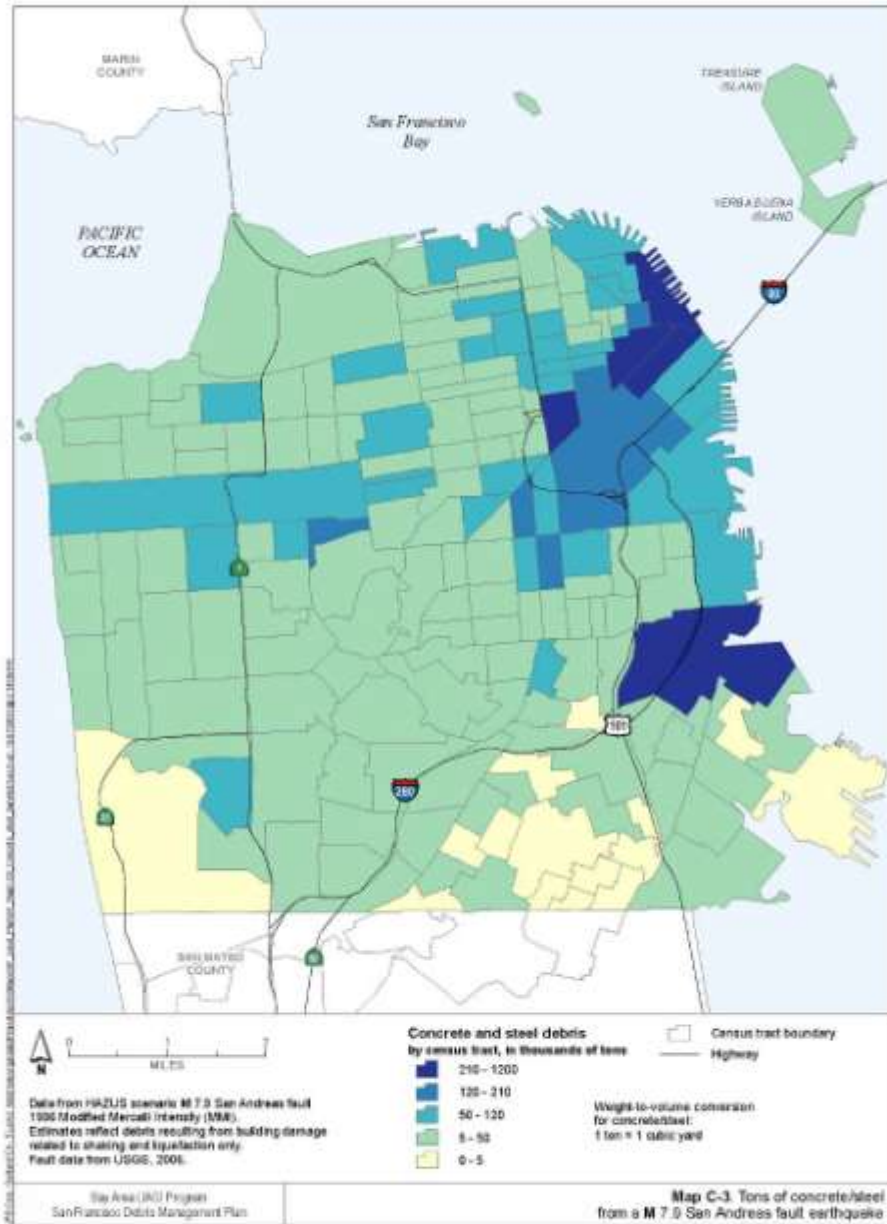 MARIN
COUNTY
TREASURE
ISLAND
San Francisco
Bay
YERBA BUENA
ISLAND
PACIFIC
OCEAN
80
1
101
280
SAN MATEO
COUNTY
N
0 1 2
MILES
Data from HAZUS scenario M 7.9 San Andreas fault
1906 Modified Mercalli Intensity (MMI).
Estimates reflect debris resulting from building damage
related to shaking and liquefaction only.
Fault data from USGS, 2006.
Concrete and steel debris
by census tract, in thousands of tons
210 - 1200
120 - 210
50 - 120
5 - 50
0 - 5
Census tract boundary
Highway
Weight-to-volume conversion
for concrete/steel:
1 ton = 1 cubic yard
Bay Area UASI Program
San Francisco Debris Management Plan
Map C-3. Tons of concrete/steel
from a M 7.9 San Andreas fault earthquake